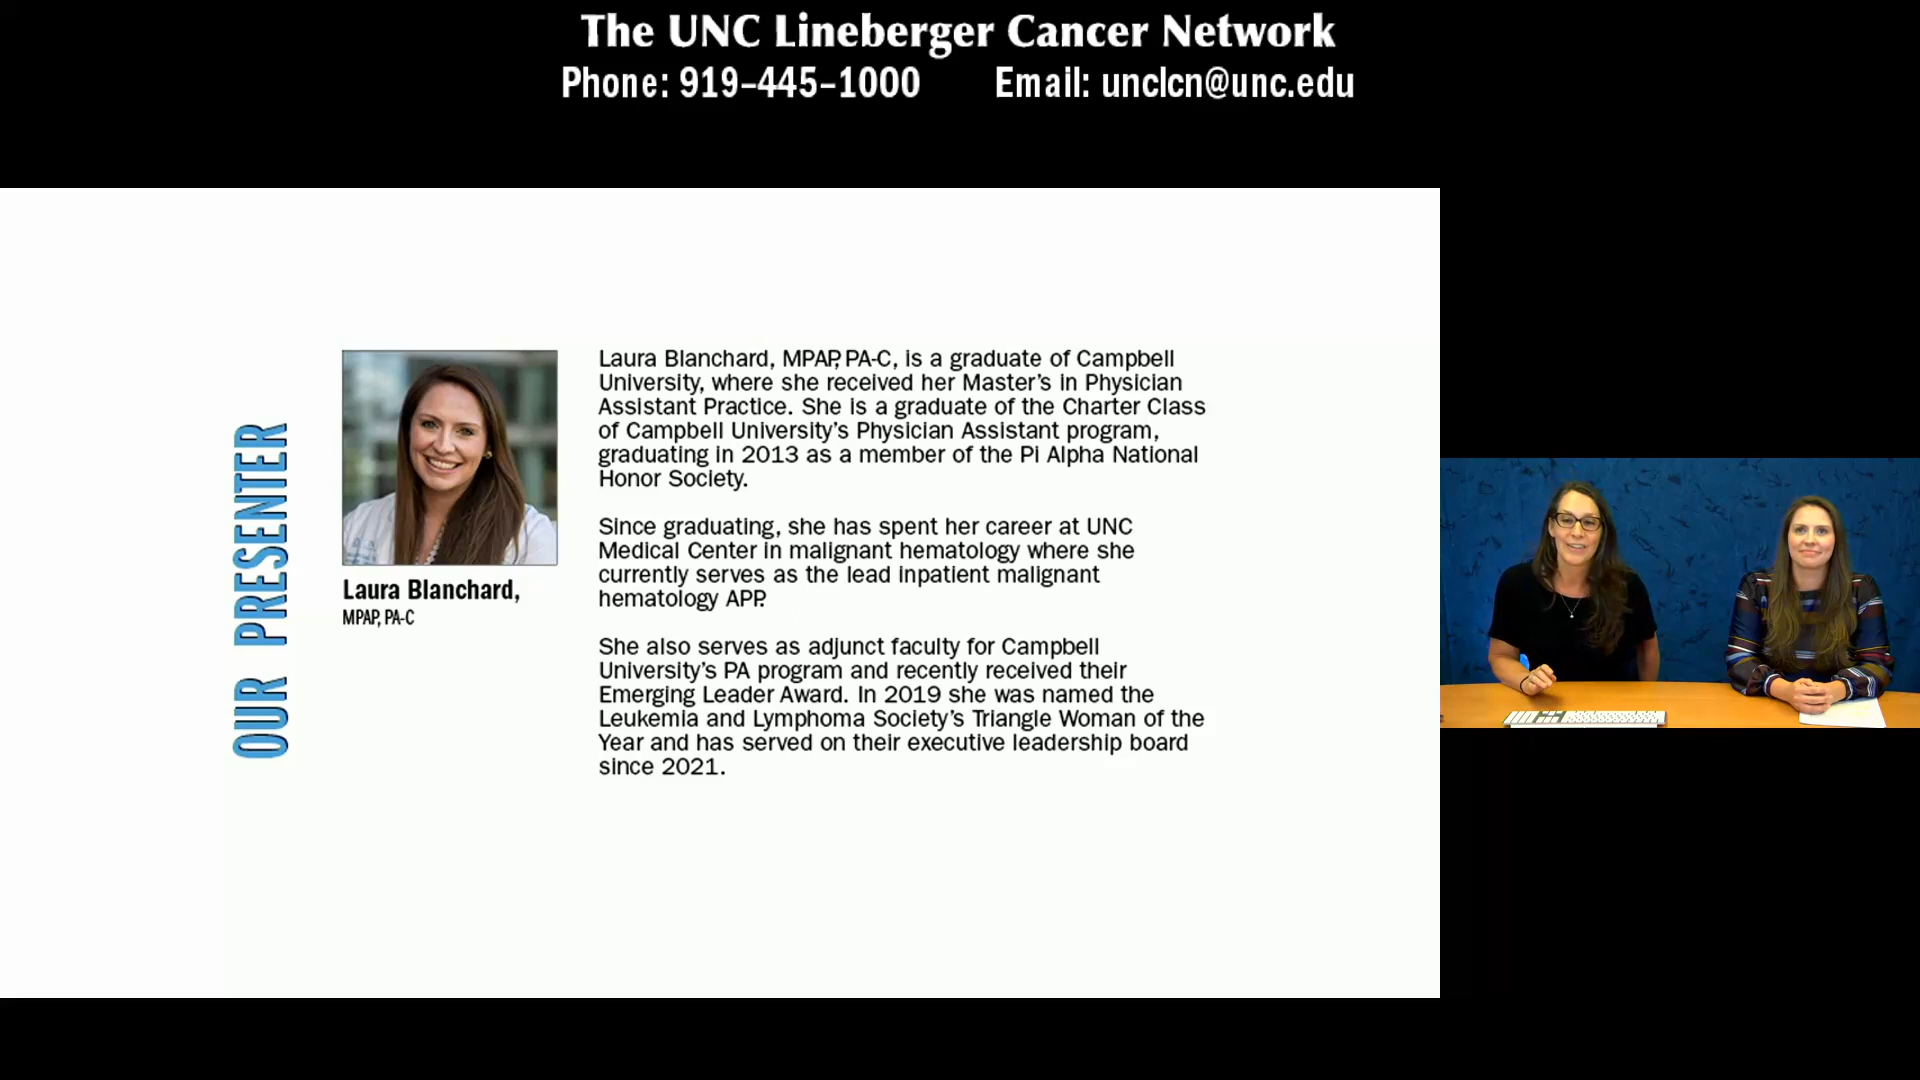 The UNC Lineberger Cancer Network
Phone: 919-445-1000 Email: unclcn@unc.edu
OUR PRESENTER
Laura Blanchard,
MPAP, PA-C
Laura Blanchard, MPAP, PA-C, is a graduate of Campbell
University, where she received her Master's in Physician
Assistant Practice. She is a graduate of the Charter Class
of Campbell University's Physician Assistant program,
graduating in 2013 as a member of the Pi Alpha National
Honor Society.
Since graduating, she has spent her career at UNC
Medical Center in malignant hematology where she
currently serves as the lead inpatient malignant
hematology APP.
She also serves as adjunct faculty for Campbell
University's PA program and recently received their
Emerging Leader Award. In 2019 she was named the
Leukemia and Lymphoma Society's Triangle Woman of the
Year and has served on their executive leadership board
since 2021.